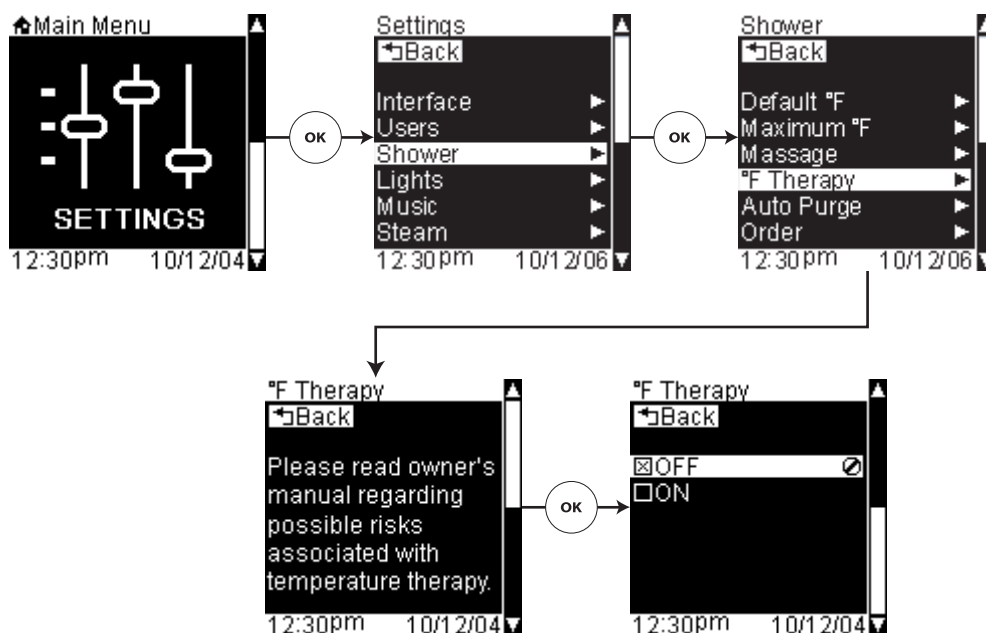 Main Menu
SETTINGS
12:30pm 10/12/04
OK
Settings
Back
Interface
Users
Shower
Lights
Music
Steam
12:30pm 10/12/06
OK
Shower
Back
Default °F
Maximum °F
Massage
°F Therapy
Auto Purge
Order
12:30pm 10/12/06
°F Therapy
Back
Please read owner's
manual regarding
possible risks
associated with
temperature therapy.
12:30pm 10/12/04
OK
°F Therapy
Back
OFF
ON
12:30pm 10/12/04